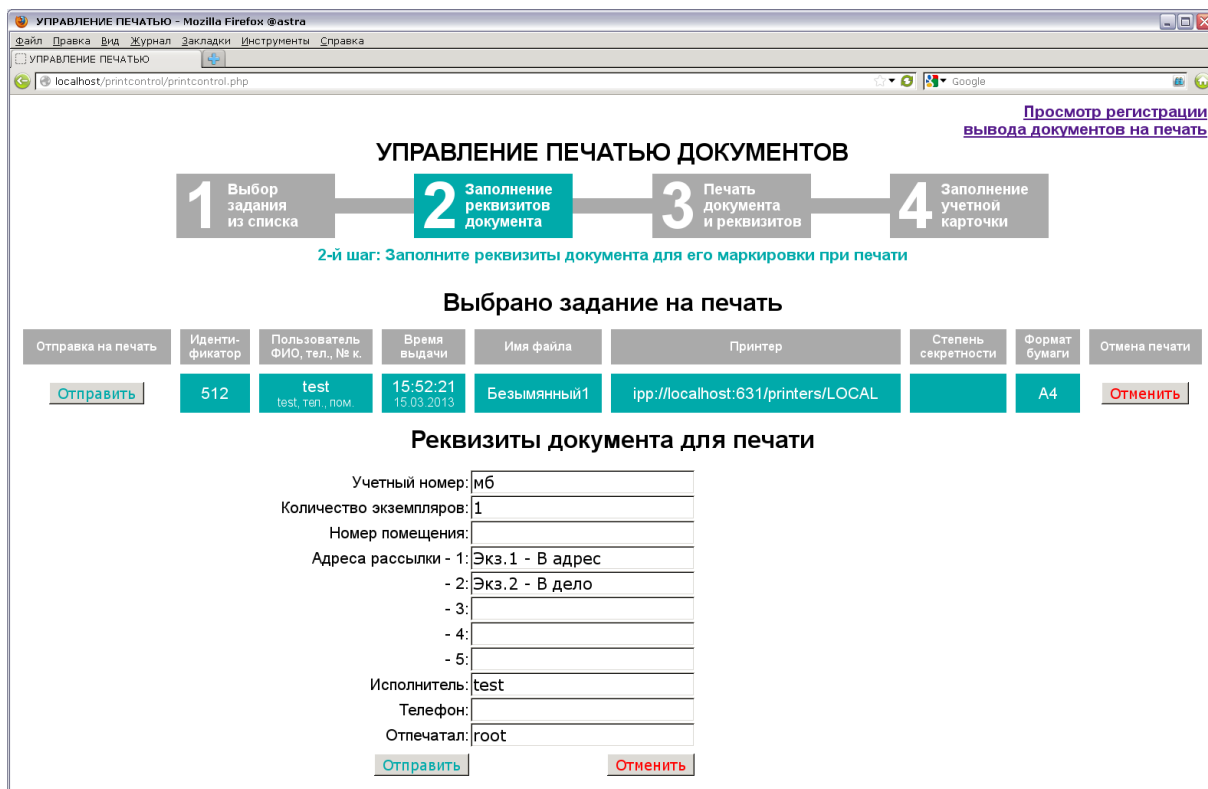 УПРАВЛЕНИЕ ПЕЧАТЬЮ - Mozilla Firefox @astra
Файл Правка Вид Журнал Закладки Инструменты Справка
УПРАВЛЕНИЕ ПЕЧАТЬЮ
localhost/printcontrol/printcontrol.php
Google
Просмотр регистрации
вывода документов на печать
УПРАВЛЕНИЕ ПЕЧАТЬЮ ДОКУМЕНТОВ
1 Выбор
задания
из списка
2 Заполнение
реквизитов
документа
3 Печать
документа
и реквизитов
4 Заполнение
учетной
карточки
2-й шаг: Заполните реквизиты документа для его маркировки при печати
Выбрано задание на печать
Отправка на печать
Иденти-
фикатор
Пользователь
ФИО, тел., № к.
Время
выдачи
Имя файла
Принтер
Степень
секретности
Формат
бумаги
Отмена печати
Отправить
512
test
test, тел., пом.
15:52:21
15.03.2013
Безымянный1
ipp://localhost:631/printers/LOCAL
A4
Отменить
Реквизиты документа для печати
Учетный номер: мб
Количество экземпляров: 1
Номер помещения:
Адреса рассылки - 1: Экз.1 - В адрес
- 2: Экз.2 - В дело
- 3:
- 4:
- 5:
Исполнитель: test
Телефон:
Отпечатал: root
Отправить Отменить